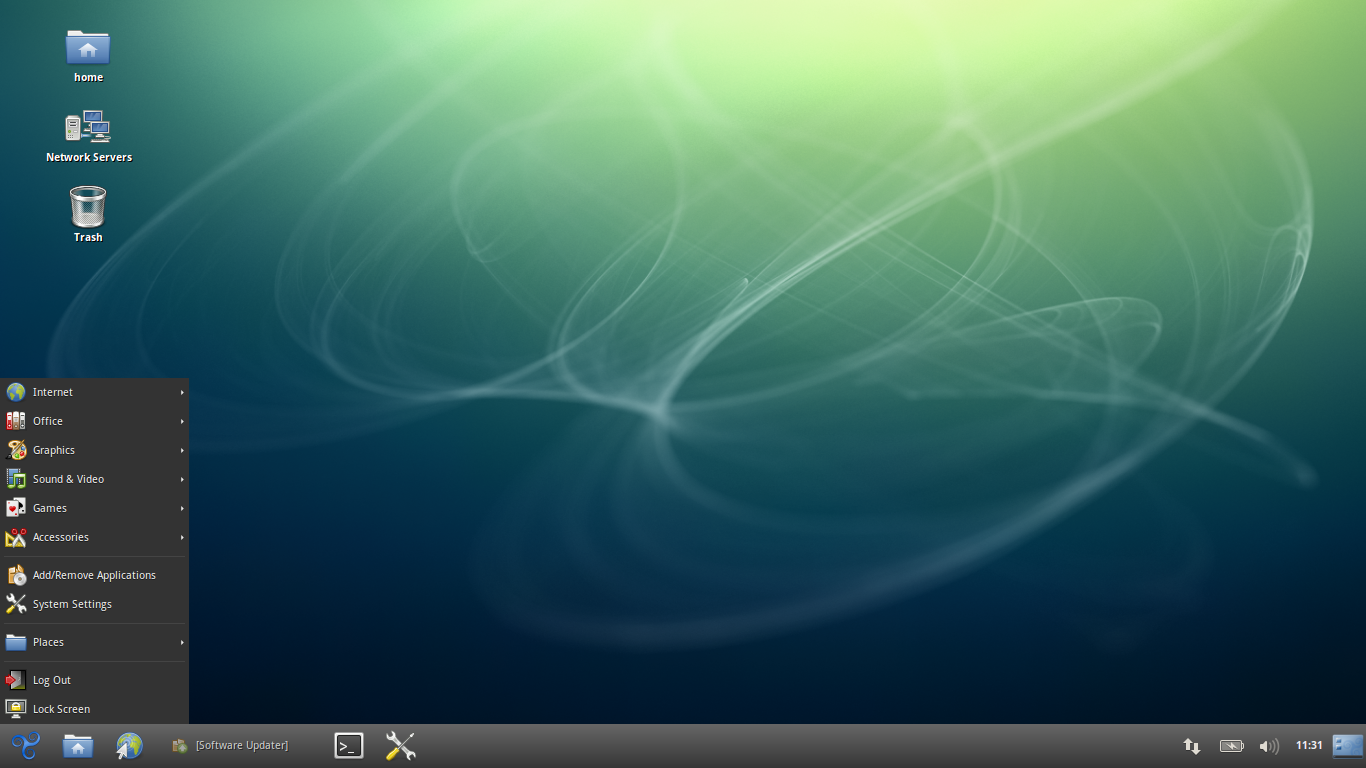 home
Network Servers
Trash
Internet
Office
Graphics
Sound & Video
Games
Accessories
Add/Remove Applications
System Settings
Places
Log Out
Lock Screen
[Software Updater]
>_
11:31